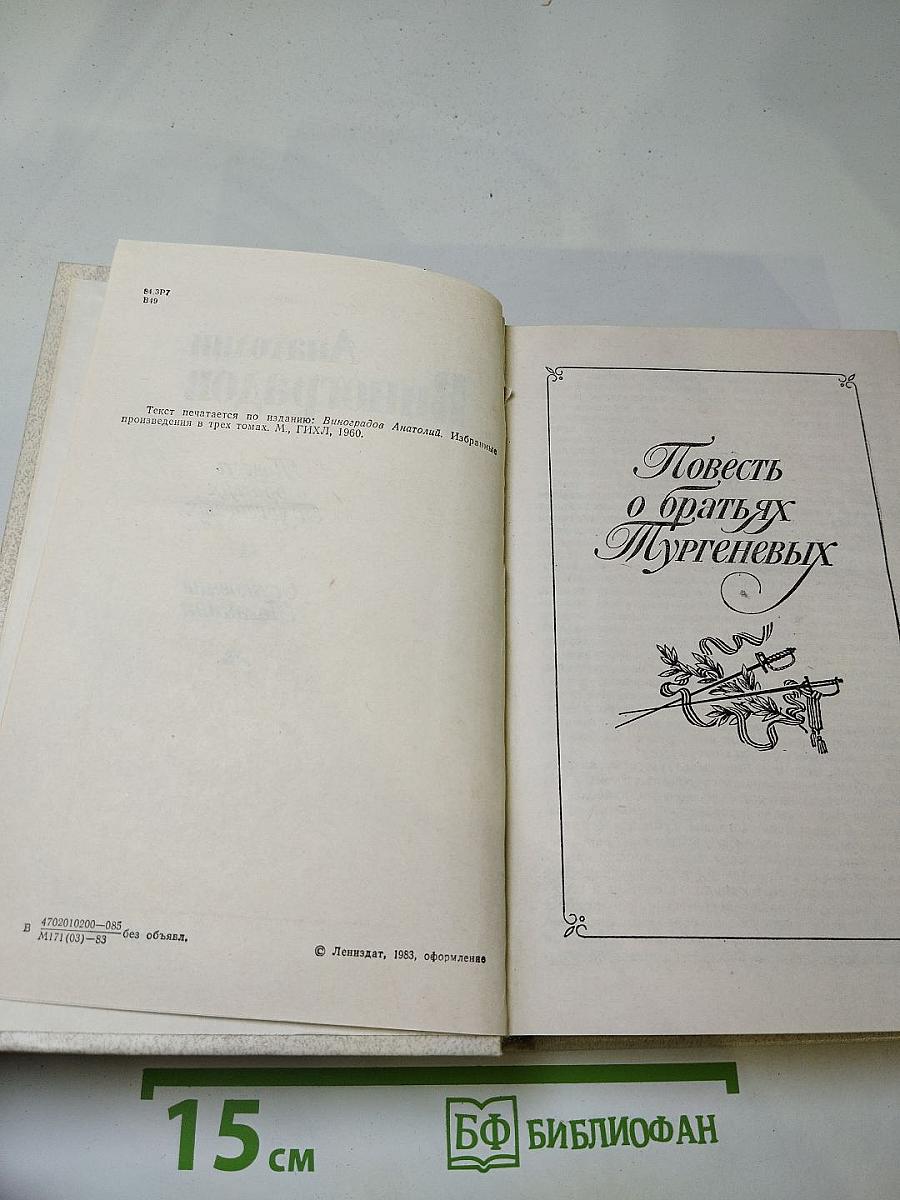 84.3Р7
В49
Текст печатается по изданию: Виноградов Анатолий. Избранные
произведения в трех томах. М., ГИХЛ, 1960.
В 4702010200—085 без объявл.
М171(03)—83
© Лениздат, 1983, оформление
Повесть
о братьях
Тургеневых
15 см
БФ БИБЛИОФАН